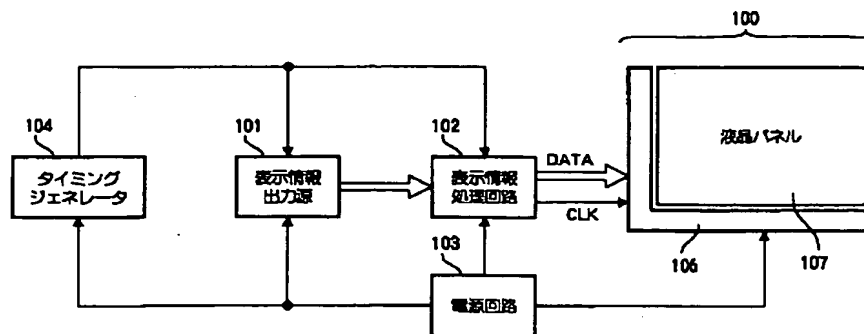 100
104
タイミング
ジェネレータ
101
表示情報
出力源
102
表示情報
処理回路
DATA
CLK
液晶パネル
103
電源回路
106
107